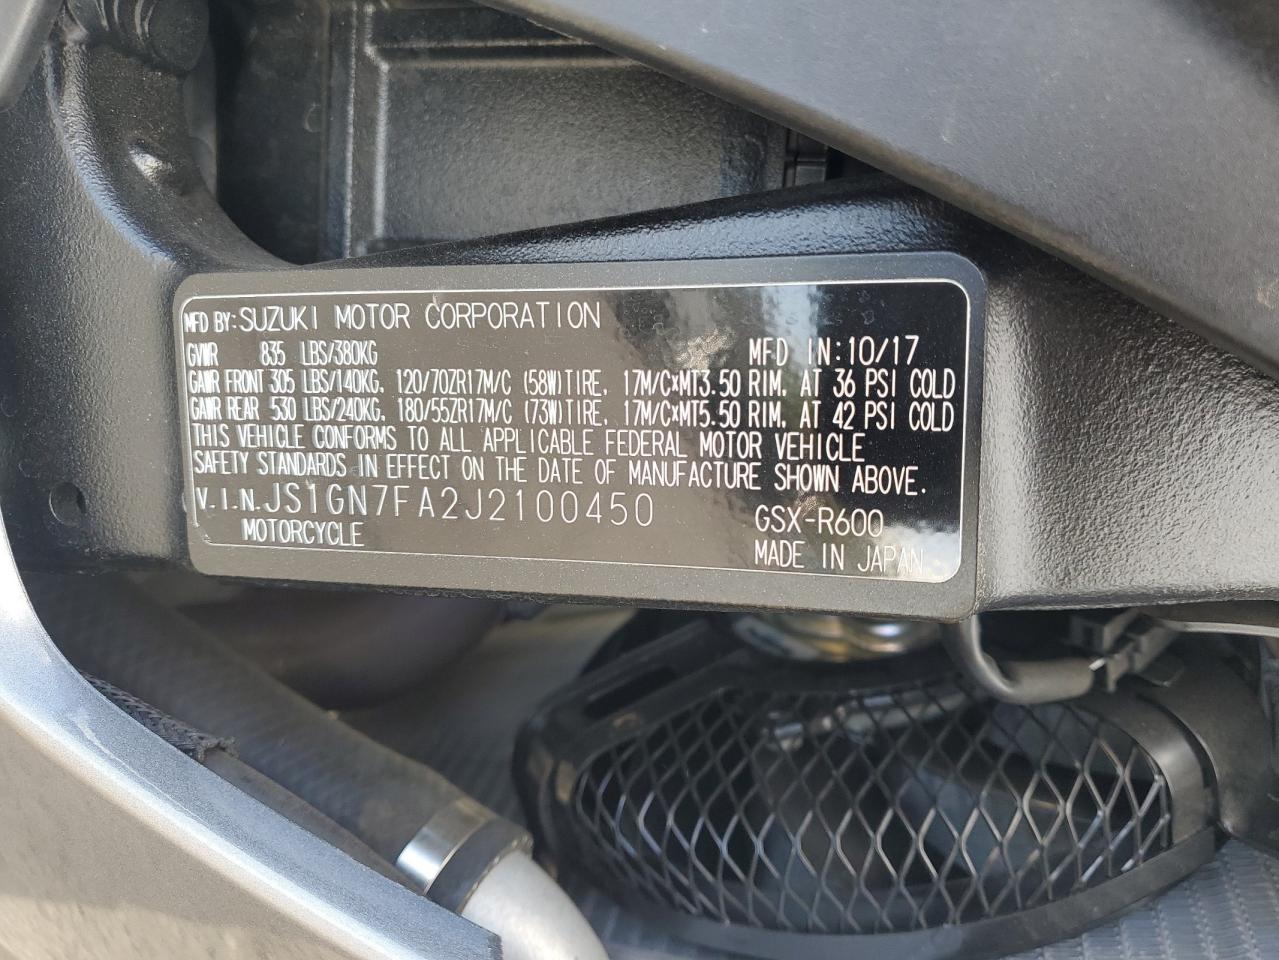 MFD BY: SUZUKI MOTOR CORPORATION
GVWR 835 LBS/380KG MFD IN: 10/17
GAWR FRONT 305 LBS/140KG, 120/70ZR17M/C (58W)TIRE, 17M/C×MT3.50 RIM, AT 36 PSI COLD
GAWR REAR 530 LBS/240KG, 180/55ZR17M/C (73W)TIRE, 17M/C×MT5.50 RIM, AT 42 PSI COLD
THIS VEHICLE CONFORMS TO ALL APPLICABLE FEDERAL MOTOR VEHICLE
SAFETY STANDARDS IN EFFECT ON THE DATE OF MANUFACTURE SHOWN ABOVE.
V.I.N. JS1GN7FA2J2100450 GSX-R600
MOTORCYCLE MADE IN JAPAN